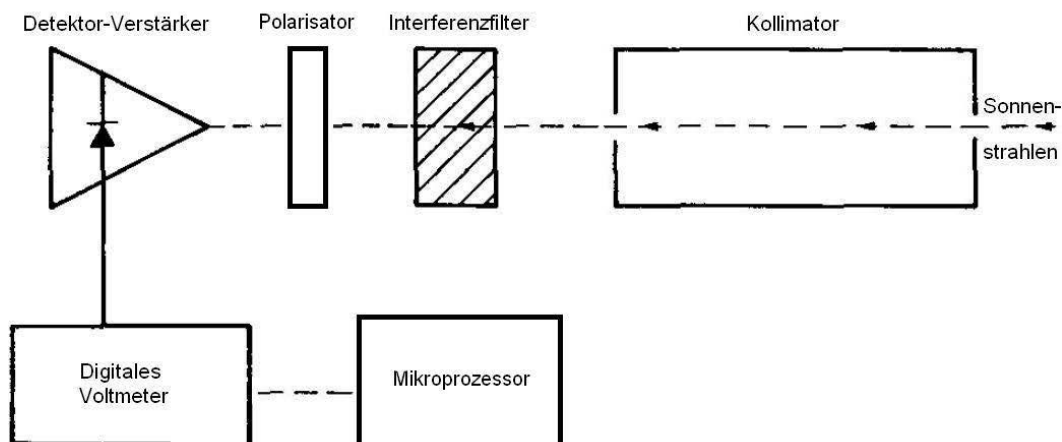 Detektor-Verstärker
Polarisator
Interferenzfilter
Kollimator
Sonnen-
strahlen
Digitales
Voltmeter
Mikroprozessor